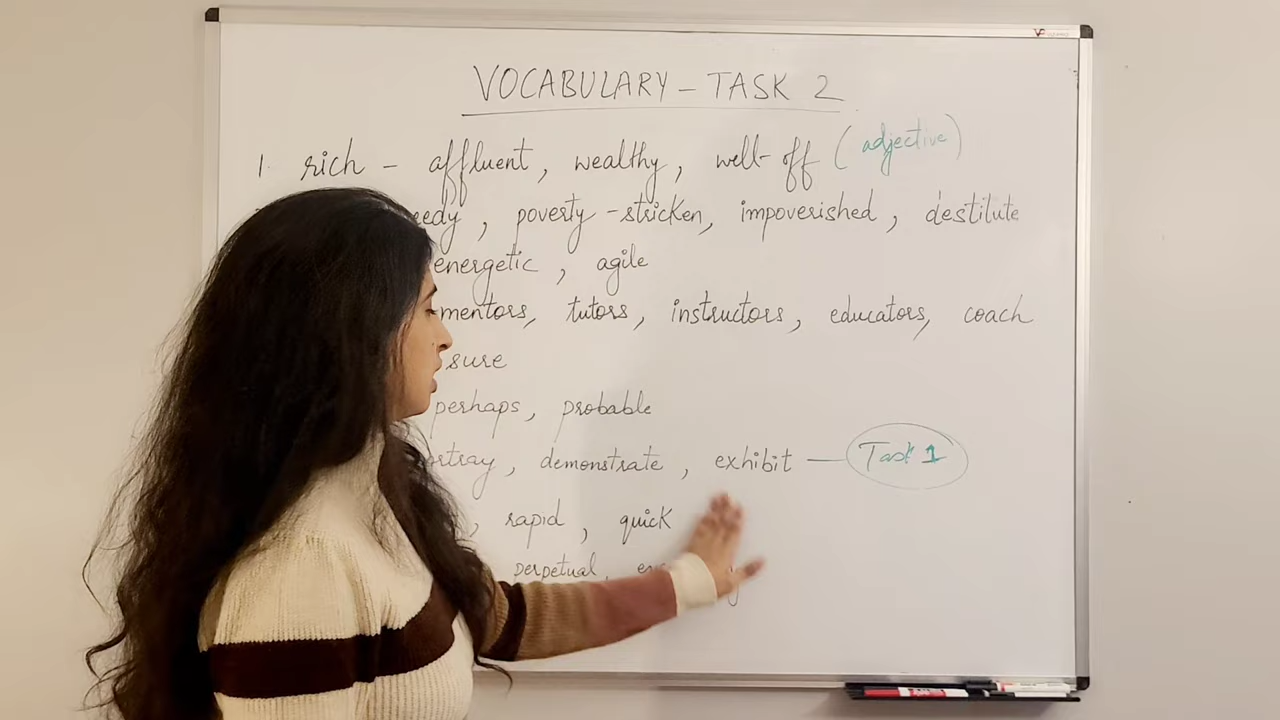 VOCABULARY – TASK 2
1. rich – affluent, wealthy, well-off (adjective)
eedy, poverty-stricken, impoverished, destitute
energetic, agile
mentors, tutors, instructors, educators, coach
sure
perhaps, probable
rtray, demonstrate, exhibit — Task 1
, rapid, quick
perpetual,